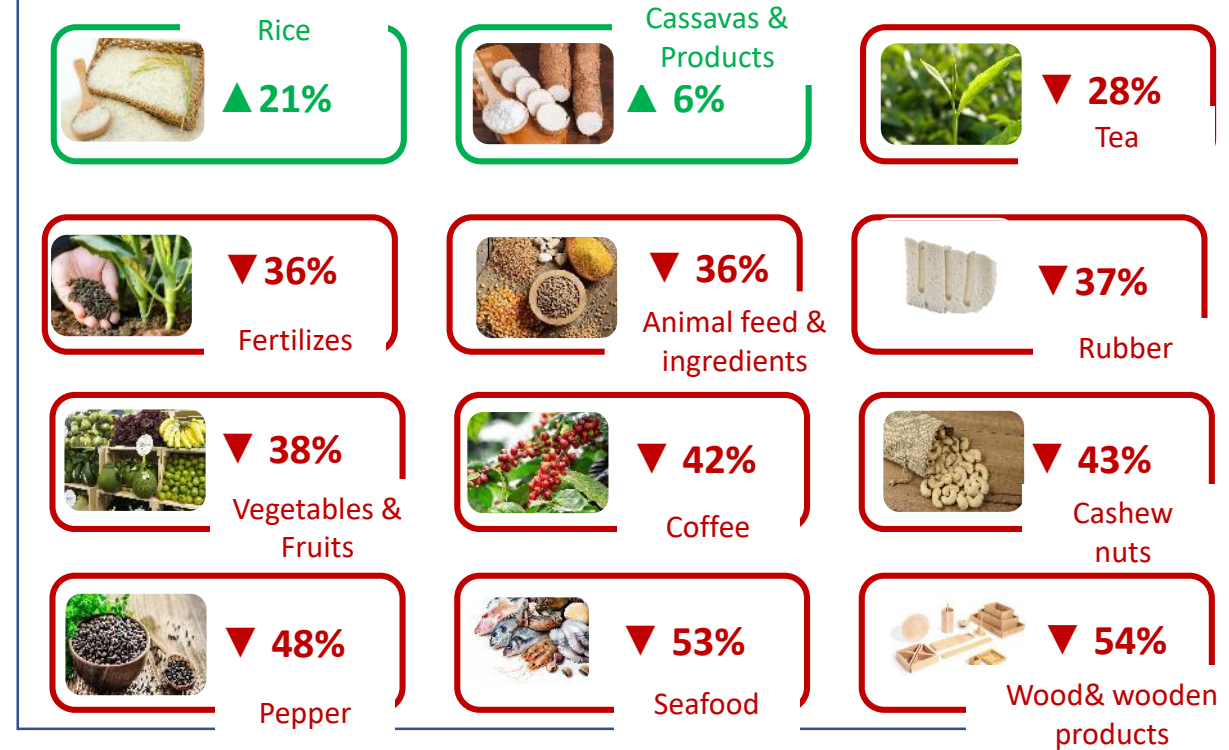 Rice
▲21%
Cassavas &
Products
▲ 6%
▼ 28%
Tea
▼36%
Fertilizes
▼ 36%
Animal feed &
ingredients
▼37%
Rubber
▼ 38%
Vegetables &
Fruits
▼ 42%
Coffee
▼ 43%
Cashew
nuts
▼ 48%
Pepper
▼ 53%
Seafood
▼ 54%
Wood& wooden
products